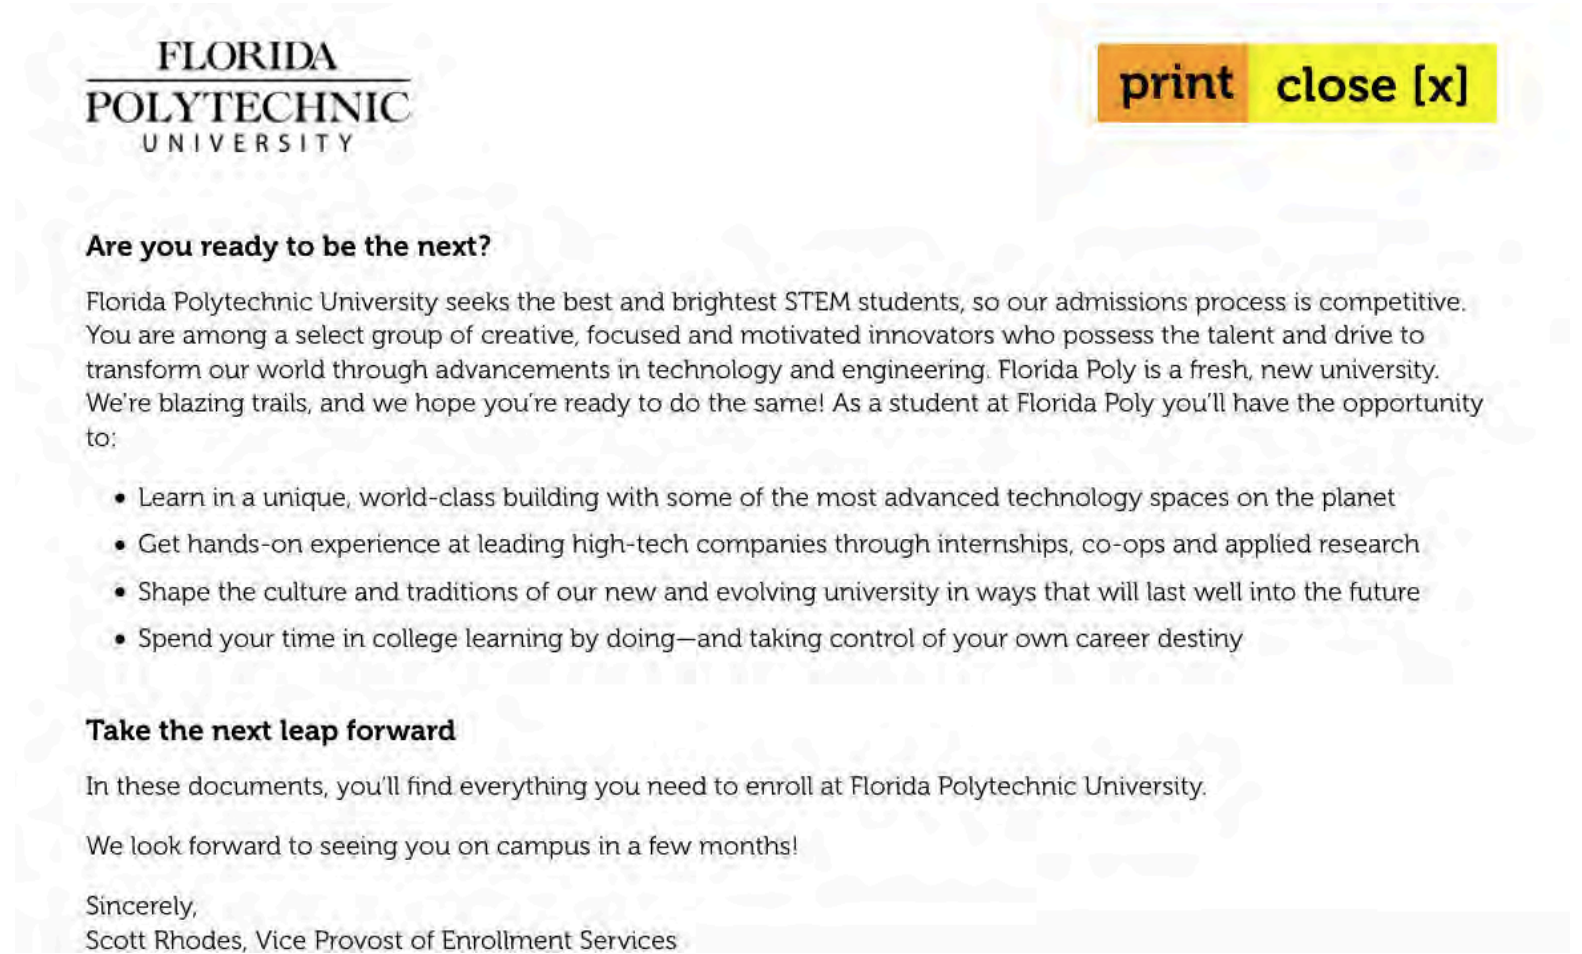 FLORIDA
POLYTECHNIC
UNIVERSITY
print close [x]
Are you ready to be the next?
Florida Polytechnic University seeks the best and brightest STEM students, so our admissions process is competitive.
You are among a select group of creative, focused and motivated innovators who possess the talent and drive to
transform our world through advancements in technology and engineering. Florida Poly is a fresh, new university.
We're blazing trails, and we hope you're ready to do the same! As a student at Florida Poly you'll have the opportunity
to:
• Learn in a unique, world-class building with some of the most advanced technology spaces on the planet
• Get hands-on experience at leading high-tech companies through internships, co-ops and applied research
• Shape the culture and traditions of our new and evolving university in ways that will last well into the future
• Spend your time in college learning by doing—and taking control of your own career destiny
Take the next leap forward
In these documents, you'll find everything you need to enroll at Florida Polytechnic University.
We look forward to seeing you on campus in a few months!
Sincerely,
Scott Rhodes, Vice Provost of Enrollment Services